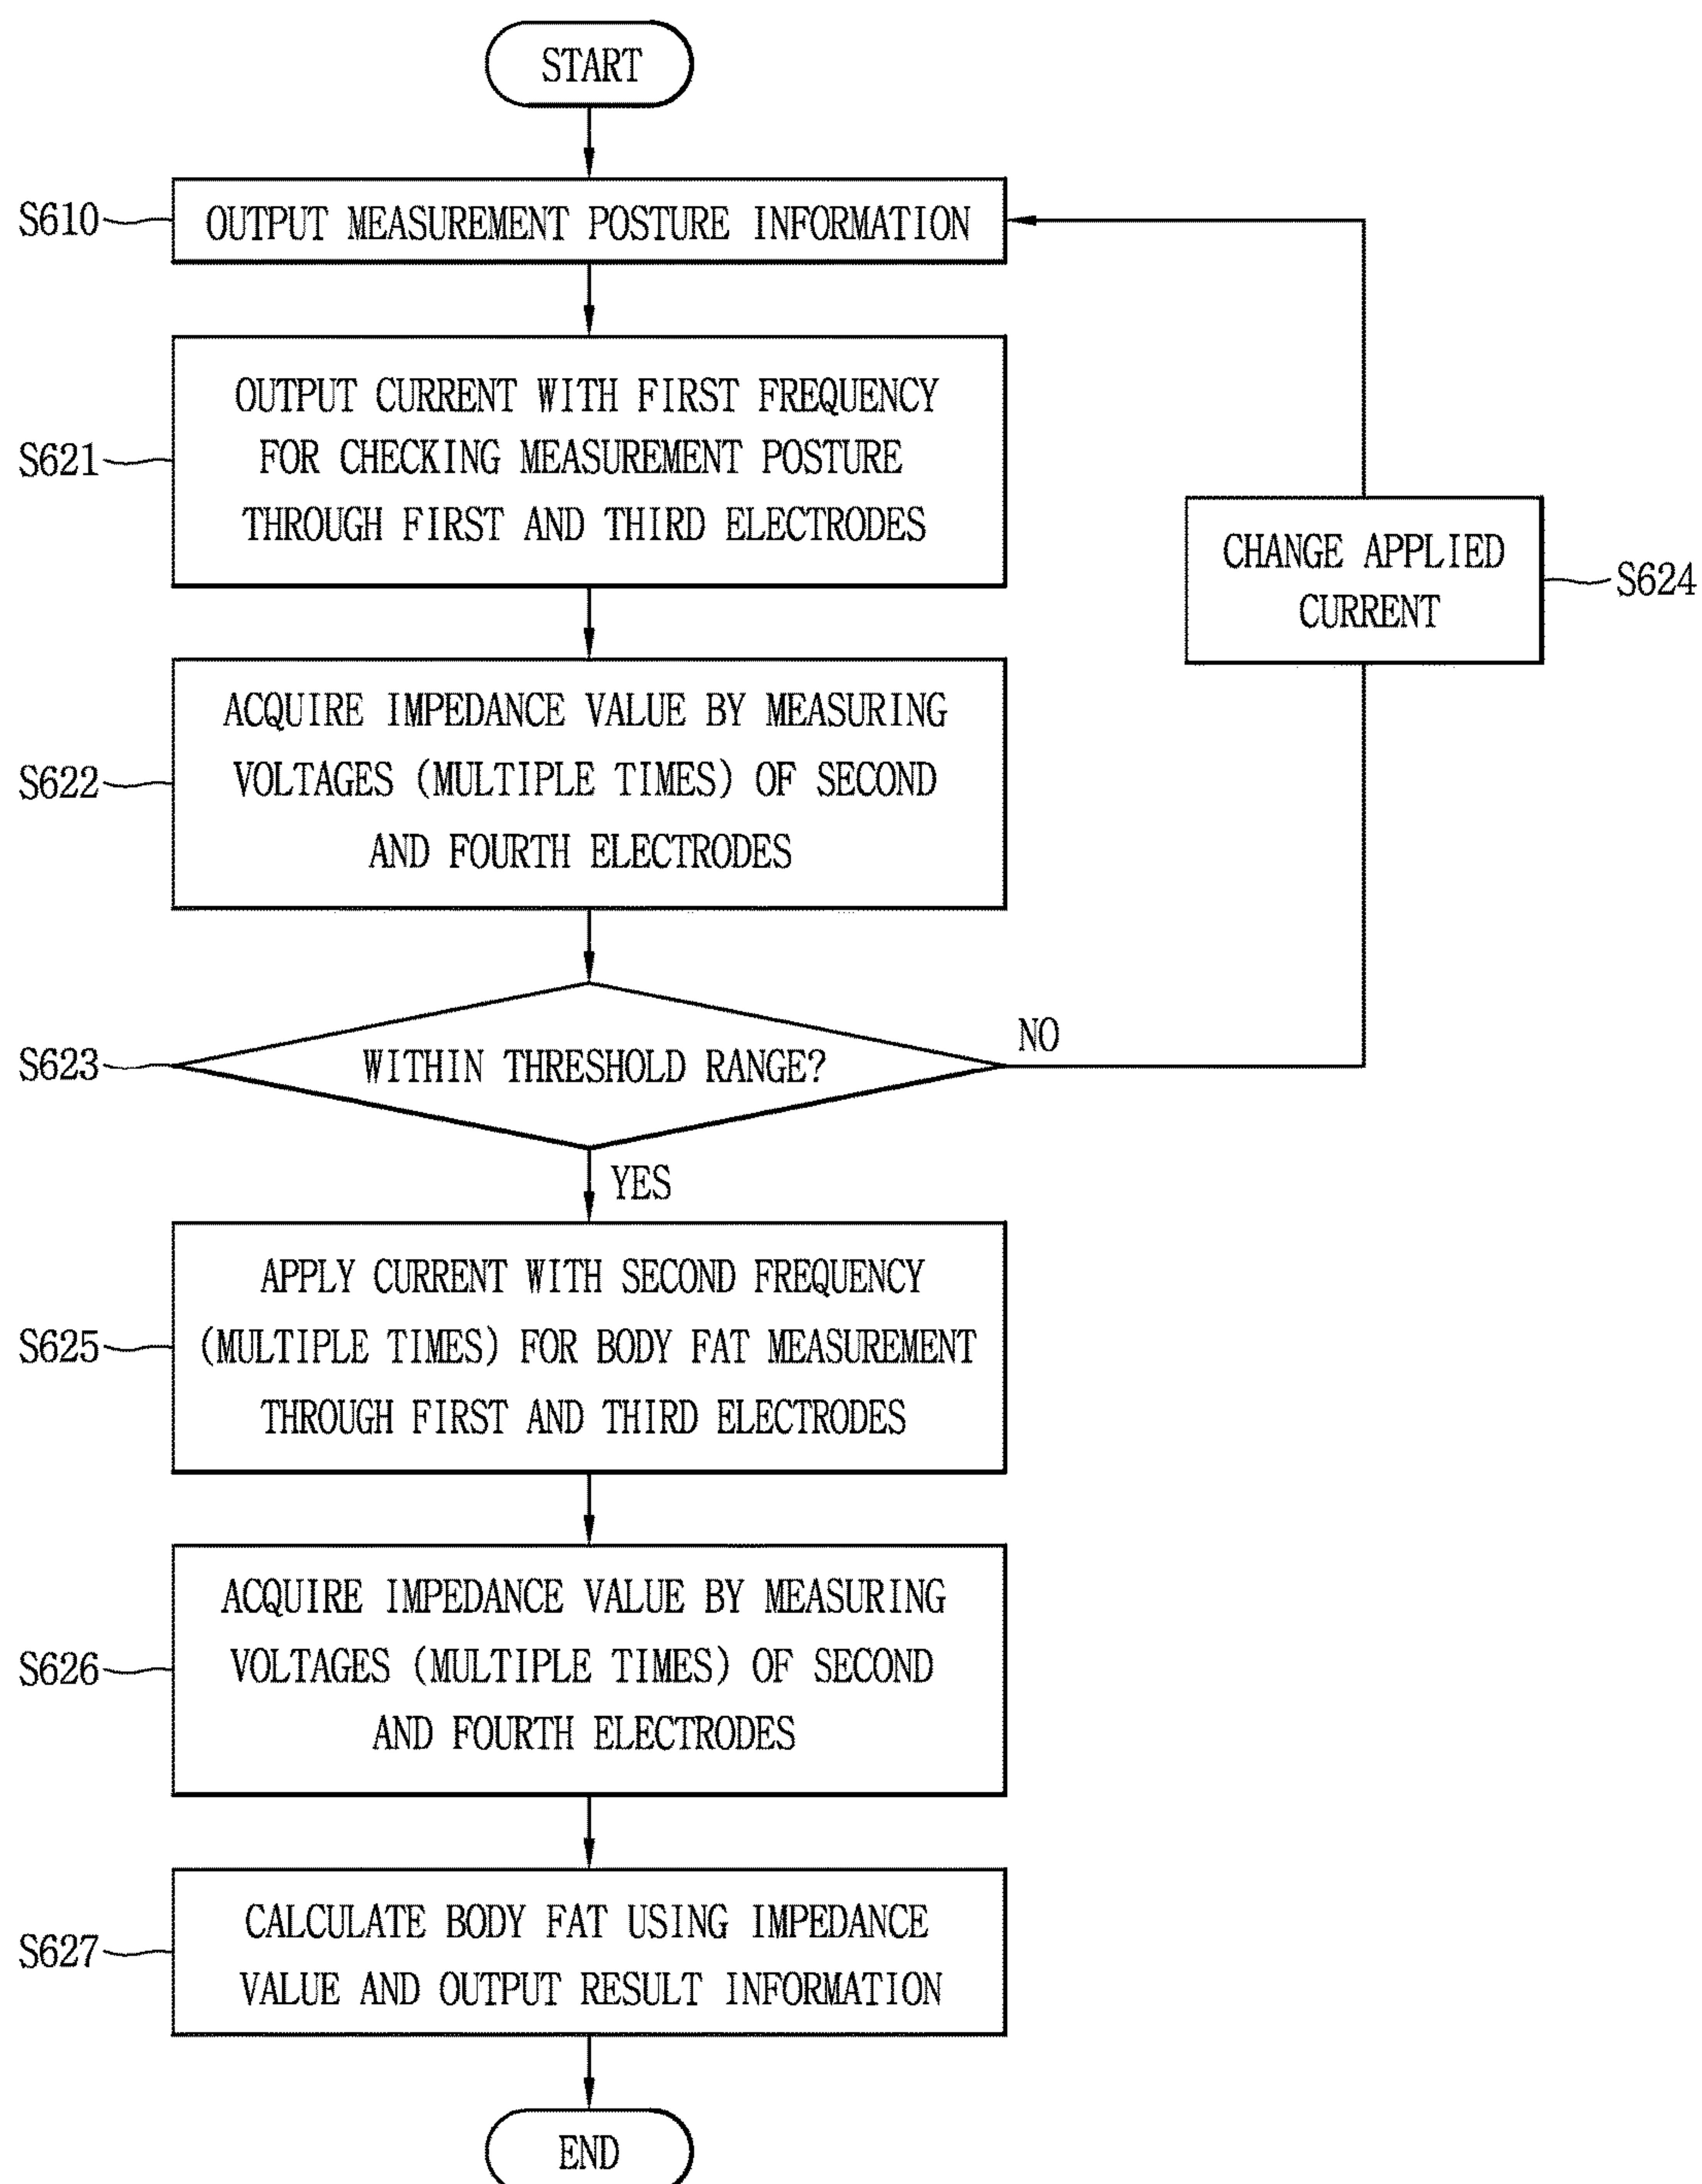 START
S610
OUTPUT MEASUREMENT POSTURE INFORMATION
S621
OUTPUT CURRENT WITH FIRST FREQUENCY
FOR CHECKING MEASUREMENT POSTURE
THROUGH FIRST AND THIRD ELECTRODES
CHANGE APPLIED
CURRENT
S624
S622
ACQUIRE IMPEDANCE VALUE BY MEASURING
VOLTAGES (MULTIPLE TIMES) OF SECOND
AND FOURTH ELECTRODES
S623
WITHIN THRESHOLD RANGE?
NO
YES
S625
APPLY CURRENT WITH SECOND FREQUENCY
(MULTIPLE TIMES) FOR BODY FAT MEASUREMENT
THROUGH FIRST AND THIRD ELECTRODES
S626
ACQUIRE IMPEDANCE VALUE BY MEASURING
VOLTAGES (MULTIPLE TIMES) OF SECOND
AND FOURTH ELECTRODES
S627
CALCULATE BODY FAT USING IMPEDANCE
VALUE AND OUTPUT RESULT INFORMATION
END